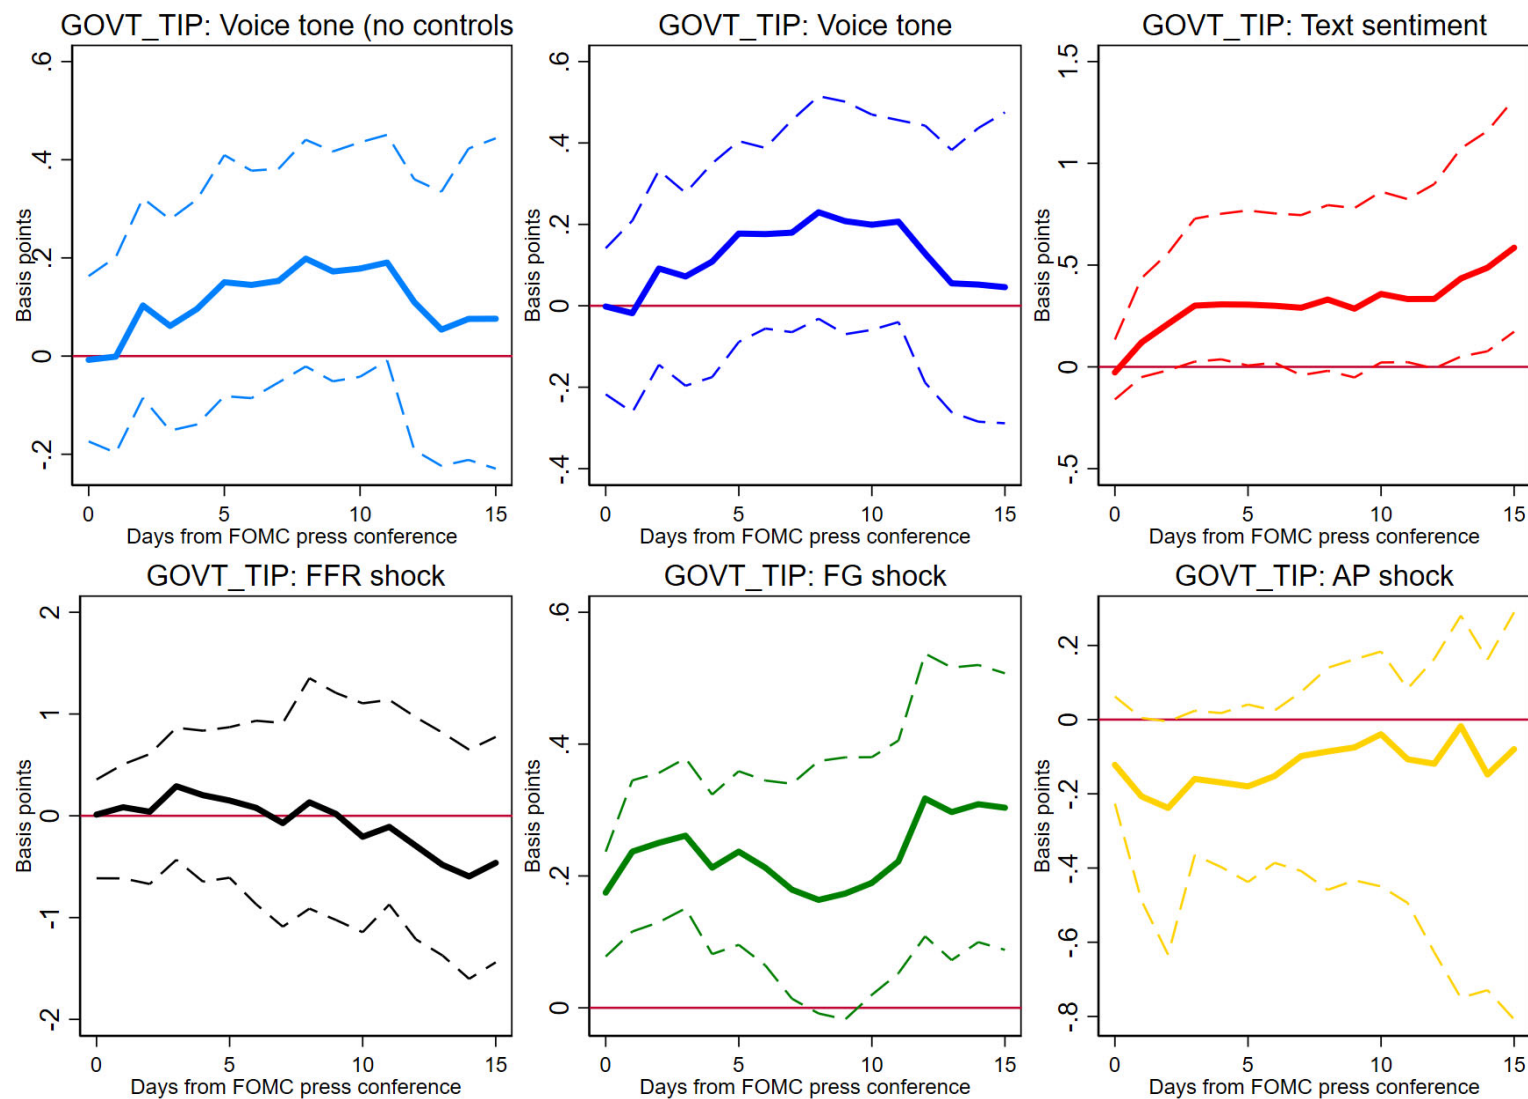 GOVT_TIP: Voice tone (no controls
.6
.4
.2
0
-.2
Basis points
0 5 10 15
Days from FOMC press conference
GOVT_TIP: Voice tone
.6
.4
.2
0
-.2
-.4
Basis points
0 5 10 15
Days from FOMC press conference
GOVT_TIP: Text sentiment
1.5
1
.5
0
-.5
Basis points
0 5 10 15
Days from FOMC press conference
GOVT_TIP: FFR shock
2
1
0
-1
-2
Basis points
0 5 10 15
Days from FOMC press conference
GOVT_TIP: FG shock
.6
.4
.2
0
Basis points
0 5 10 15
Days from FOMC press conference
GOVT_TIP: AP shock
.2
0
-.2
-.4
-.6
-.8
Basis points
0 5 10 15
Days from FOMC press conference